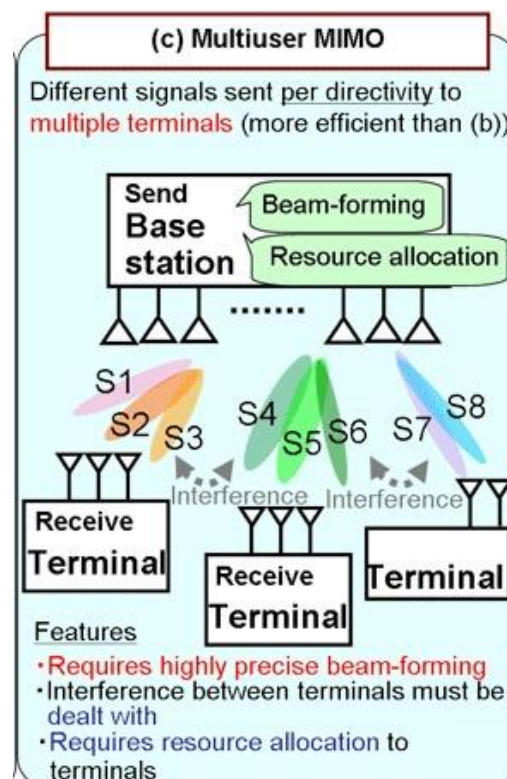 (c) Multiuser MIMO
Different signals sent per directivity to
multiple terminals (more efficient than (b))
Send
Base
station
Beam-forming
Resource allocation
S1
S2
S3
S4
S5
S6
S7
S8
Interference
Interference
Receive
Terminal
Receive
Terminal
Terminal
Features
・Requires highly precise beam-forming
・Interference between terminals must be
dealt with
・Requires resource allocation to
terminals